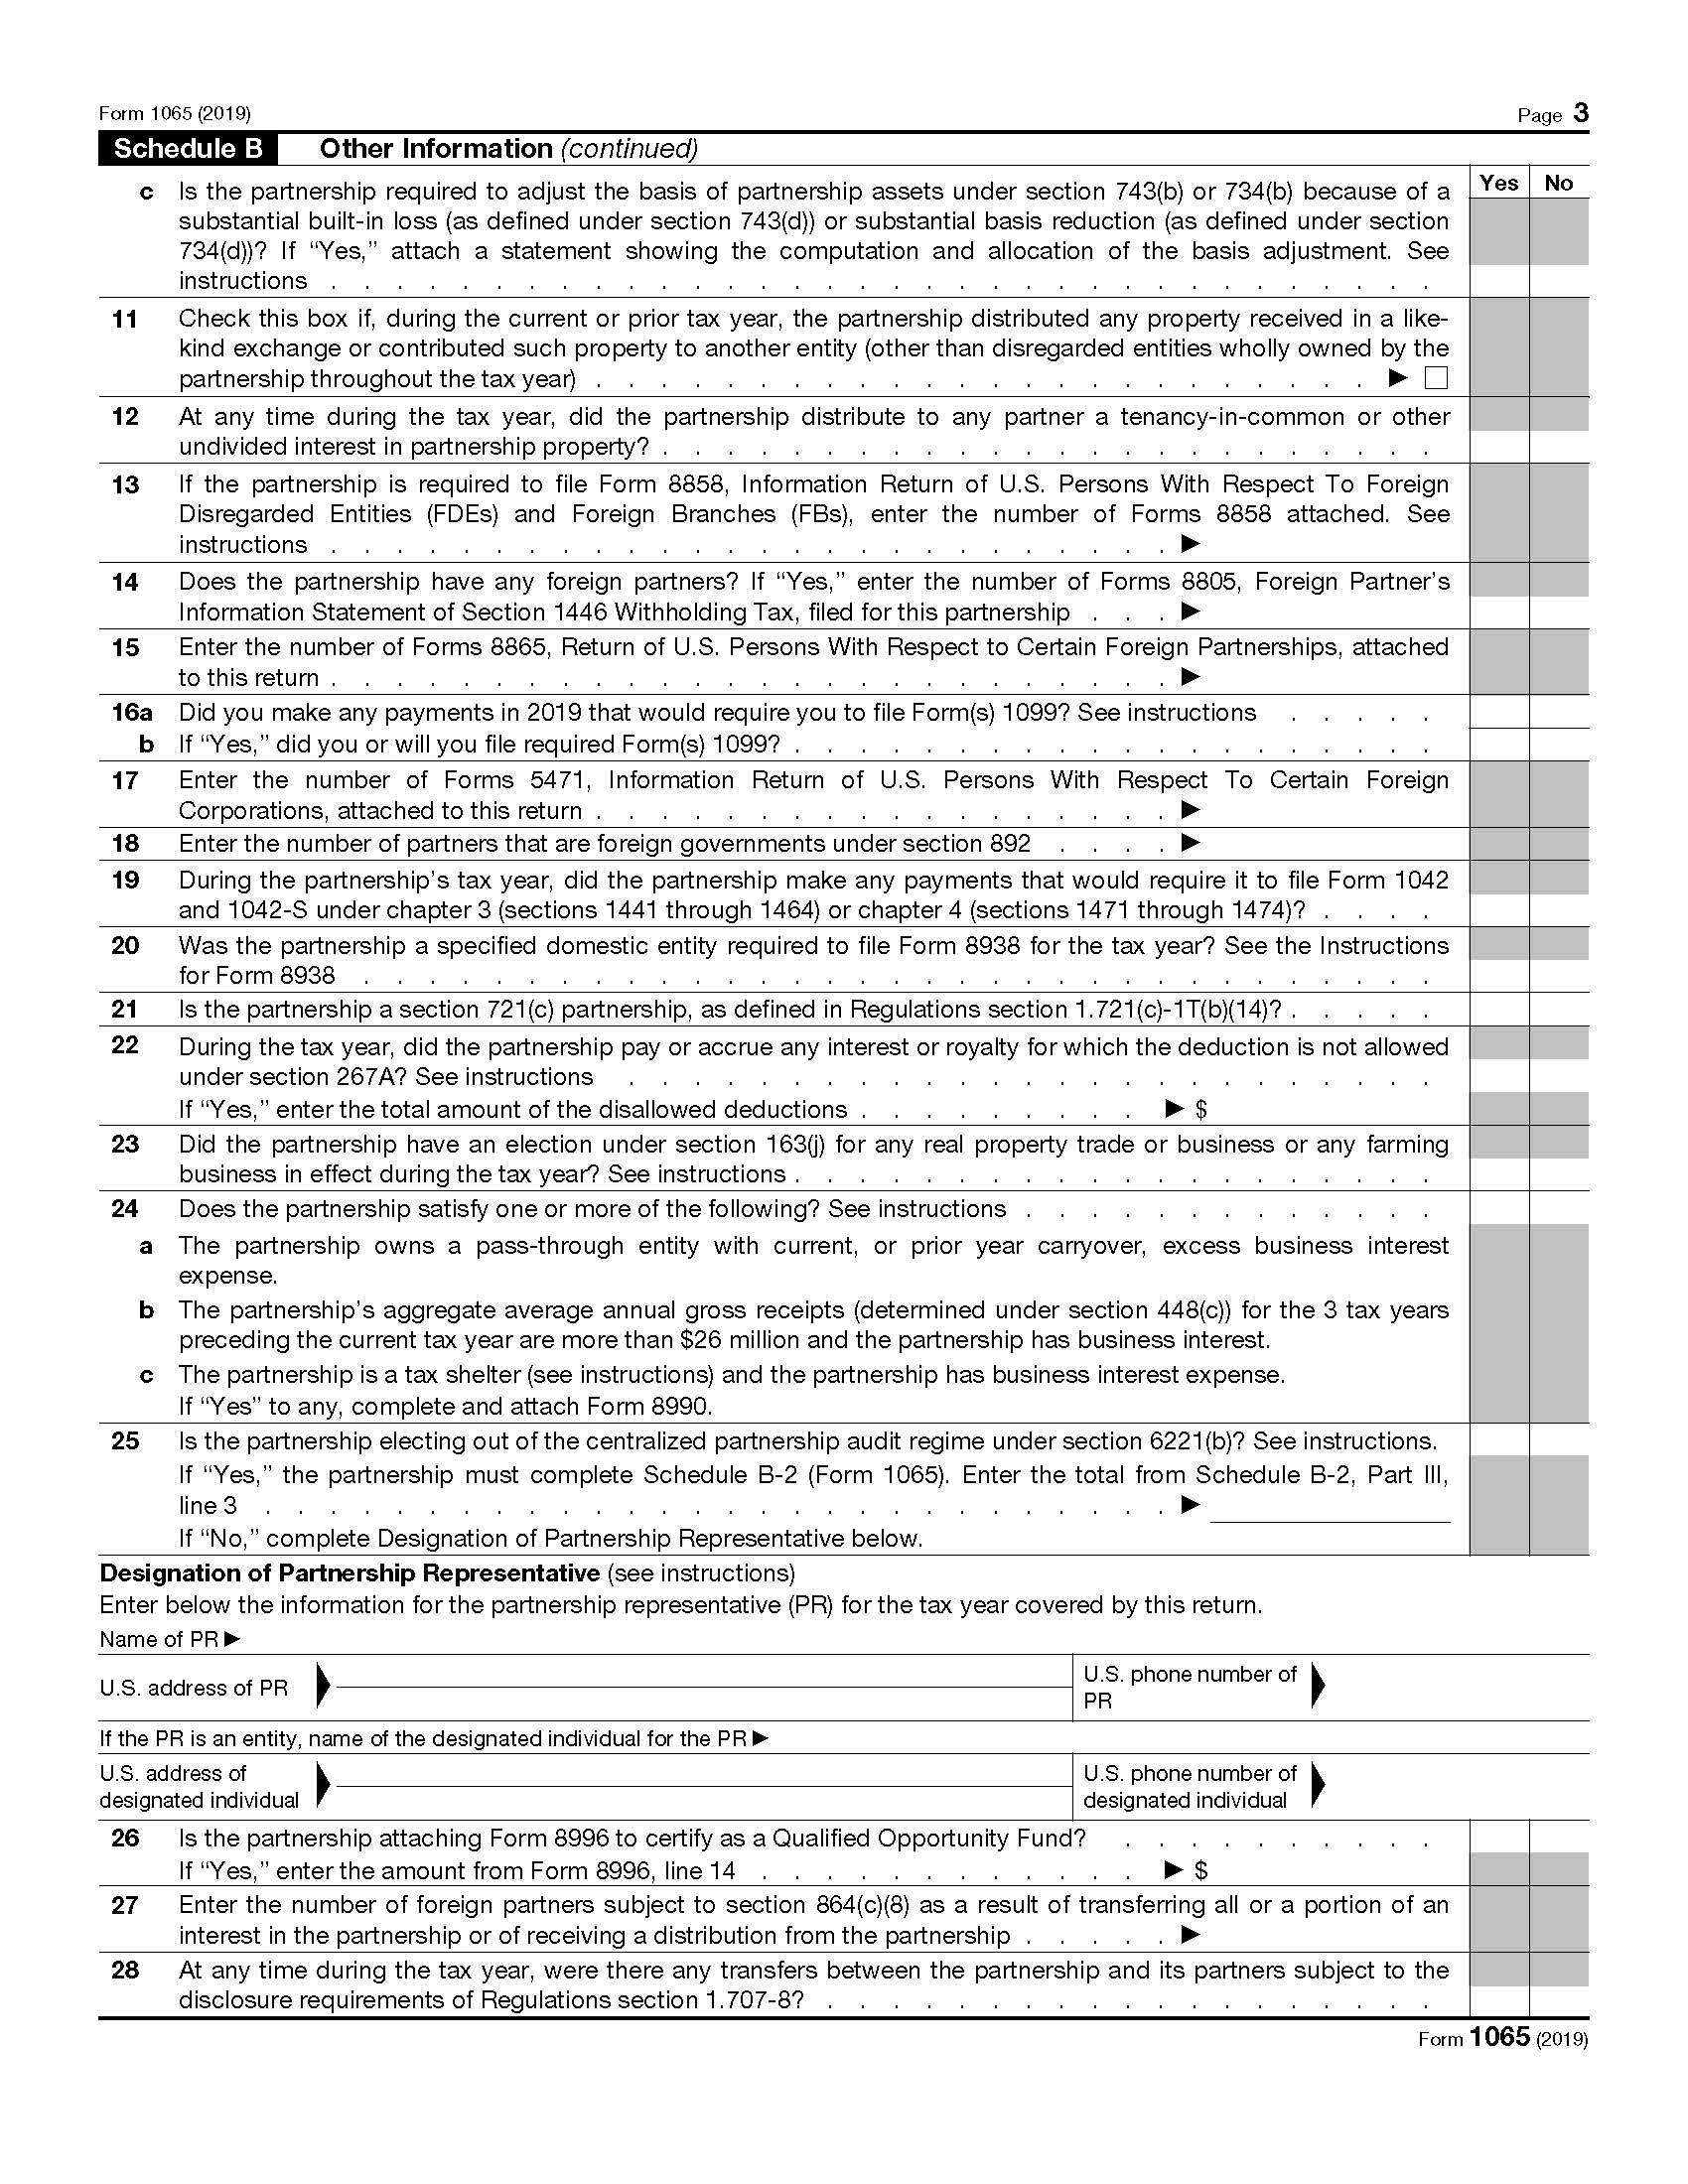 Form 1065 (2019) Page 3
Schedule B Other Information (continued)
Yes No
c Is the partnership required to adjust the basis of partnership assets under section 743(b) or 734(b) because of a
substantial built-in loss (as defined under section 743(d)) or substantial basis reduction (as defined under section
734(d))? If “Yes,” attach a statement showing the computation and allocation of the basis adjustment. See
instructions . . . . . . . . . . . . . . . . . . . . . . . . . . . . . . . . . .
11 Check this box if, during the current or prior tax year, the partnership distributed any property received in a like-
kind exchange or contributed such property to another entity (other than disregarded entities wholly owned by the
partnership throughout the tax year) . . . . . . . . . . . . . . . . . . . . . . . . ▶ ☐
12 At any time during the tax year, did the partnership distribute to any partner a tenancy-in-common or other
undivided interest in partnership property? . . . . . . . . . . . . . . . . . . . . . . . .
13 If the partnership is required to file Form 8858, Information Return of U.S. Persons With Respect To Foreign
Disregarded Entities (FDEs) and Foreign Branches (FBs), enter the number of Forms 8858 attached. See
instructions . . . . . . . . . . . . . . . . . . . . . . . . . . ▶
14 Does the partnership have any foreign partners? If “Yes,” enter the number of Forms 8805, Foreign Partner’s
Information Statement of Section 1446 Withholding Tax, filed for this partnership . . . ▶
15 Enter the number of Forms 8865, Return of U.S. Persons With Respect to Certain Foreign Partnerships, attached
to this return . . . . . . . . . . . . . . . . . . . . . . . . . . ▶
16a Did you make any payments in 2019 that would require you to file Form(s) 1099? See instructions . . . . .
b If “Yes,” did you or will you file required Form(s) 1099? . . . . . . . . . . . . . . . . . . . .
17 Enter the number of Forms 5471, Information Return of U.S. Persons With Respect To Certain Foreign
Corporations, attached to this return . . . . . . . . . . . . . . . . . . ▶
18 Enter the number of partners that are foreign governments under section 892 . . . . ▶
19 During the partnership’s tax year, did the partnership make any payments that would require it to file Form 1042
and 1042-S under chapter 3 (sections 1441 through 1464) or chapter 4 (sections 1471 through 1474)? . . . .
20 Was the partnership a specified domestic entity required to file Form 8938 for the tax year? See the Instructions
for Form 8938 . . . . . . . . . . . . . . . . . . . . . . . . . . . . . . . . .
21 Is the partnership a section 721(c) partnership, as defined in Regulations section 1.721(c)-1T(b)(14)? . . . . .
22 During the tax year, did the partnership pay or accrue any interest or royalty for which the deduction is not allowed
under section 267A? See instructions . . . . . . . . . . . . . . . . . . . . . . . . .
If “Yes,” enter the total amount of the disallowed deductions . . . . . . . . . ▶ $
23 Did the partnership have an election under section 163(j) for any real property trade or business or any farming
business in effect during the tax year? See instructions . . . . . . . . . . . . . . . . . . . .
24 Does the partnership satisfy one or more of the following? See instructions . . . . . . . . . . . . .
a The partnership owns a pass-through entity with current, or prior year carryover, excess business interest
expense.
b The partnership’s aggregate average annual gross receipts (determined under section 448(c)) for the 3 tax years
preceding the current tax year are more than $26 million and the partnership has business interest.
c The partnership is a tax shelter (see instructions) and the partnership has business interest expense.
If “Yes” to any, complete and attach Form 8990.
25 Is the partnership electing out of the centralized partnership audit regime under section 6221(b)? See instructions.
If “Yes,” the partnership must complete Schedule B-2 (Form 1065). Enter the total from Schedule B-2, Part III,
line 3 . . . . . . . . . . . . . . . . . . . . . . . . . . . . ▶
If “No,” complete Designation of Partnership Representative below.
Designation of Partnership Representative (see instructions)
Enter below the information for the partnership representative (PR) for the tax year covered by this return.
Name of PR ▶
U.S. address of PR ▶
U.S. phone number of
PR ▶
If the PR is an entity, name of the designated individual for the PR ▶
U.S. address of
designated individual ▶
U.S. phone number of
designated individual ▶
26 Is the partnership attaching Form 8996 to certify as a Qualified Opportunity Fund? . . . . . . . . . .
If “Yes,” enter the amount from Form 8996, line 14 . . . . . . . . . . . . ▶ $
27 Enter the number of foreign partners subject to section 864(c)(8) as a result of transferring all or a portion of an
interest in the partnership or of receiving a distribution from the partnership . . . . . ▶
28 At any time during the tax year, were there any transfers between the partnership and its partners subject to the
disclosure requirements of Regulations section 1.707-8? . . . . . . . . . . . . . . . . . . .
Form 1065 (2019)